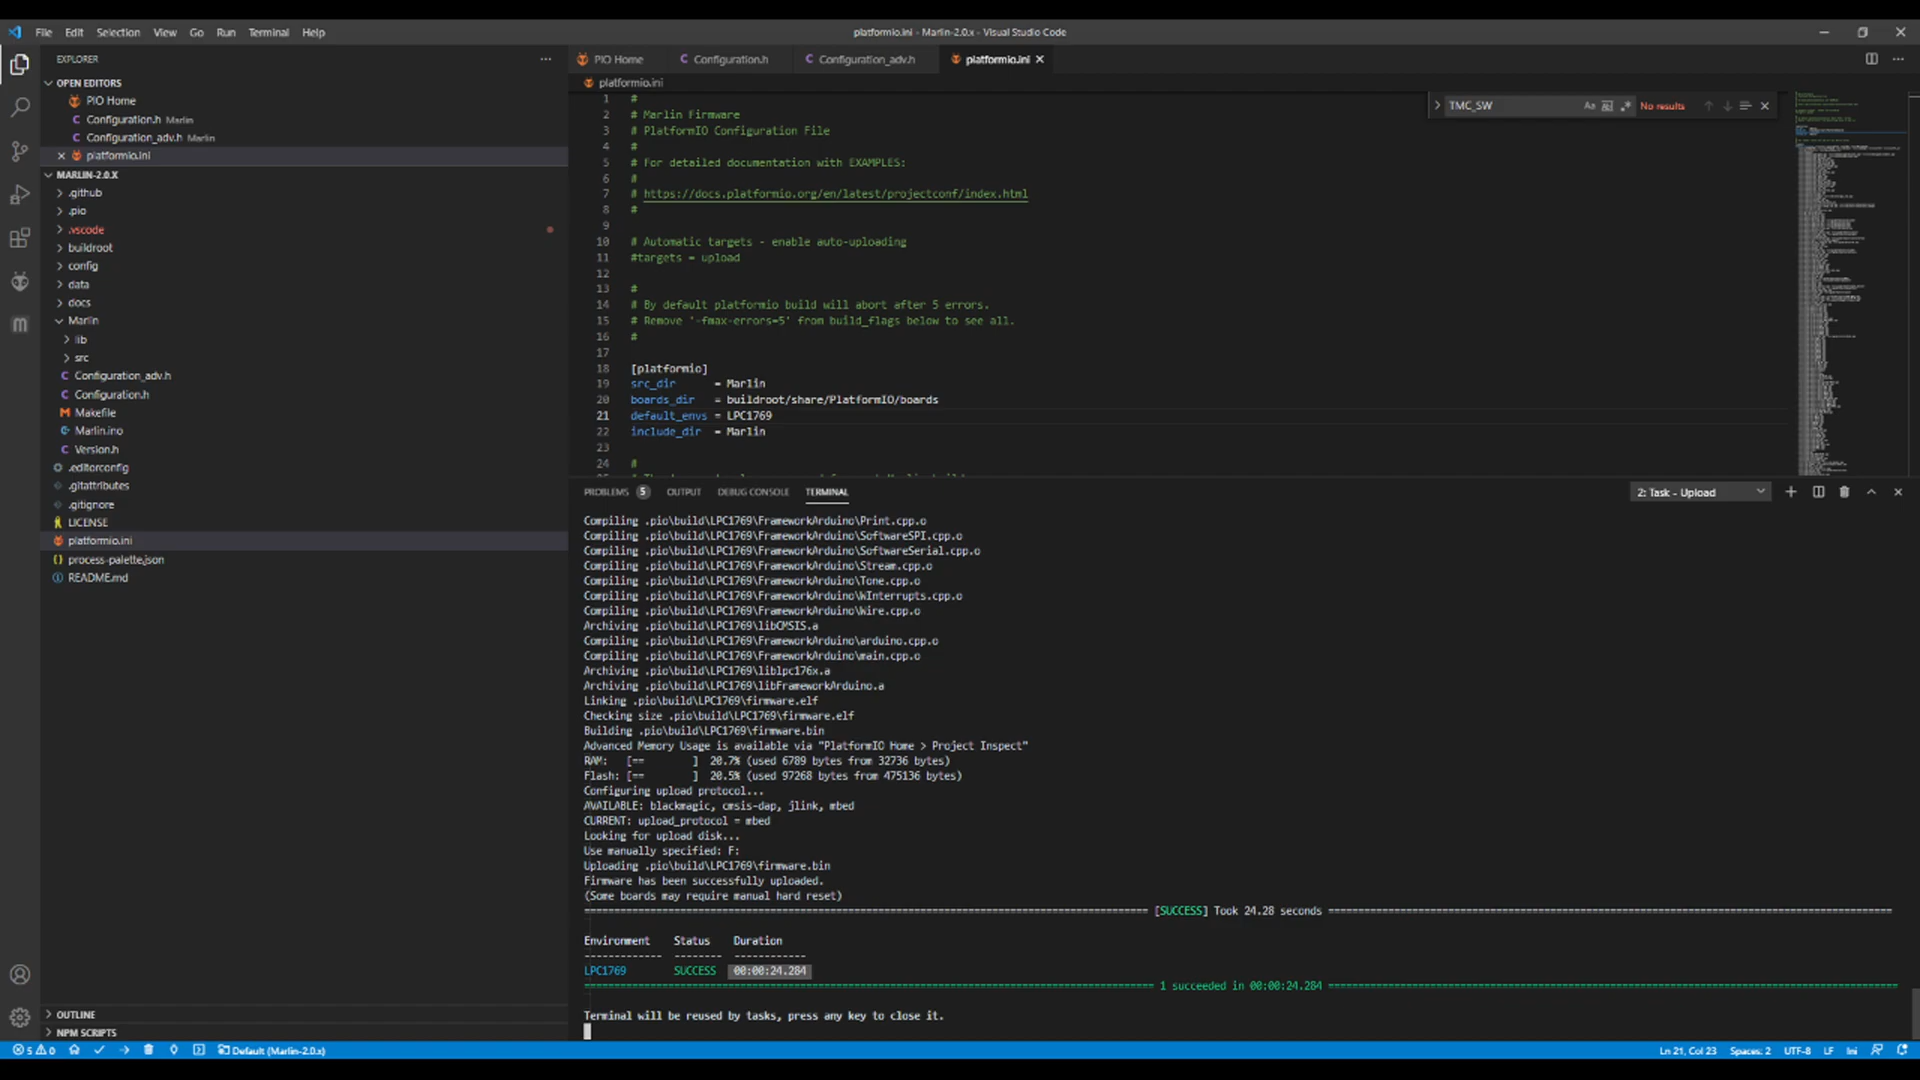 File Edit Selection View Go Run Terminal Help
platformio.ini - Marlin-2.0.x - Visual Studio Code
EXPLORER
OPEN EDITORS
PIO Home
Configuration.h Marlin
Configuration_adv.h Marlin
platformio.ini
MARLIN-2.0.X
.github
.pio
.vscode
buildroot
config
data
docs
Marlin
lib
src
Configuration_adv.h
Configuration.h
Makefile
Marlin.ino
Version.h
.editorconfig
.gitattributes
.gitignore
LICENSE
platformio.ini
process-palette.json
README.md
OUTLINE
NPM SCRIPTS
PIO Home Configuration.h Configuration_adv.h platformio.ini
platformio.ini
TMC_SW Aa No results
1 #
2 # Marlin Firmware
3 # PlatformIO Configuration File
4 #
5 # For detailed documentation with EXAMPLES:
6 #
7 # https://docs.platformio.org/en/latest/projectconf/index.html
8 #
9
10 # Automatic targets - enable auto-uploading
11 #targets = upload
12
13 #
14 # By default platformio build will abort after 5 errors.
15 # Remove '-fmax-errors=5' from build_flags below to see all.
16 #
17
18 [platformio]
19 src_dir = Marlin
20 boards_dir = buildroot/share/PlatformIO/boards
21 default_envs = LPC1769
22 include_dir = Marlin
23
24 #
PROBLEMS 5 OUTPUT DEBUG CONSOLE TERMINAL
2: Task - Upload
Compiling .pio\build\LPC1769\FrameworkArduino\Print.cpp.o
Compiling .pio\build\LPC1769\FrameworkArduino\SoftwareSPI.cpp.o
Compiling .pio\build\LPC1769\FrameworkArduino\SoftwareSerial.cpp.o
Compiling .pio\build\LPC1769\FrameworkArduino\Stream.cpp.o
Compiling .pio\build\LPC1769\FrameworkArduino\Tone.cpp.o
Compiling .pio\build\LPC1769\FrameworkArduino\WInterrupts.cpp.o
Compiling .pio\build\LPC1769\FrameworkArduino\Wire.cpp.o
Archiving .pio\build\LPC1769\libCMSIS.a
Compiling .pio\build\LPC1769\FrameworkArduino\arduino.cpp.o
Compiling .pio\build\LPC1769\FrameworkArduino\main.cpp.o
Archiving .pio\build\LPC1769\liblpc176x.a
Archiving .pio\build\LPC1769\libFrameworkArduino.a
Linking .pio\build\LPC1769\firmware.elf
Checking size .pio\build\LPC1769\firmware.elf
Building .pio\build\LPC1769\firmware.bin
Advanced Memory Usage is available via "PlatformIO Home > Project Inspect"
RAM: [== ] 20.7% (used 6789 bytes from 32736 bytes)
Flash: [== ] 20.5% (used 97268 bytes from 475136 bytes)
Configuring upload protocol...
AVAILABLE: blackmagic, cmsis-dap, jlink, mbed
CURRENT: upload_protocol = mbed
Looking for upload disk...
Use manually specified: F:
Uploading .pio\build\LPC1769\firmware.bin
Firmware has been successfully uploaded.
(Some boards may require manual hard reset)
[SUCCESS] Took 24.28 seconds
Environment Status Duration
LPC1769 SUCCESS 00:00:24.284
1 succeeded in 00:00:24.284
Terminal will be reused by tasks, press any key to close it.
5 0 Default (Marlin-2.0.x) Ln 21, Col 23 Spaces: 2 UTF-8 LF Ini